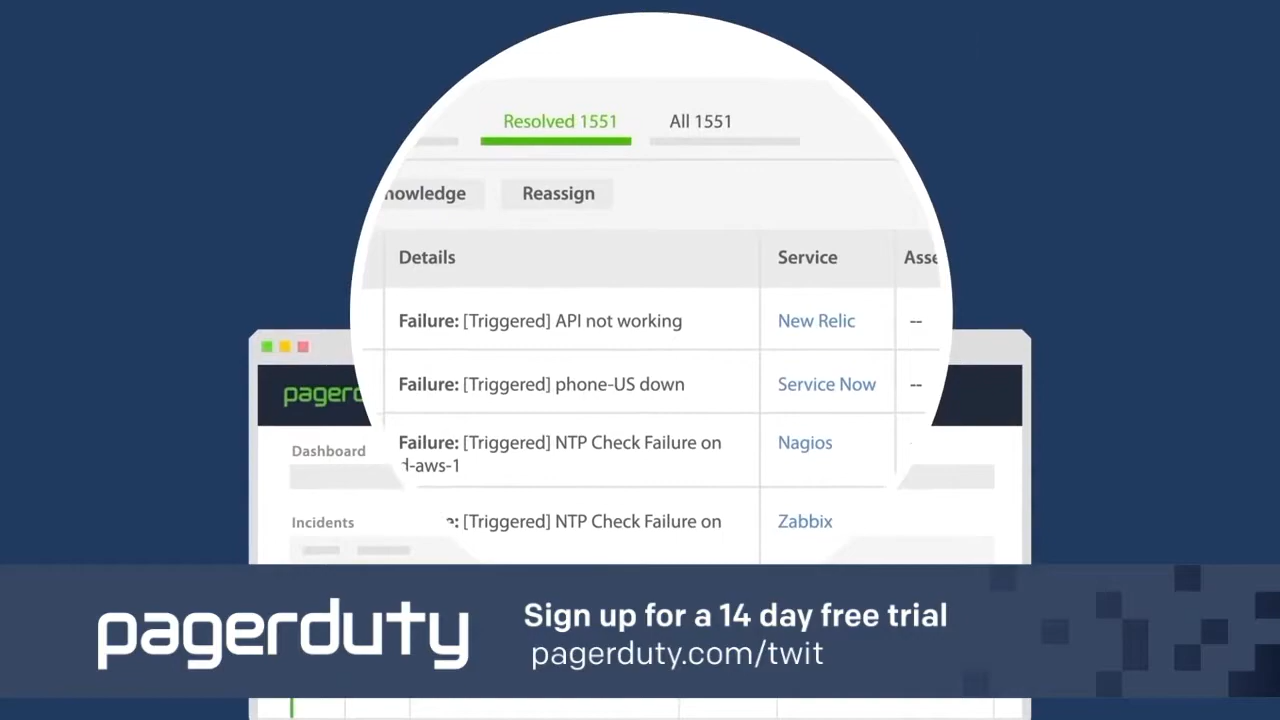 Resolved 1551 All 1551
nowledge Reassign
Details Service Asse
Failure: [Triggered] API not working New Relic --
Failure: [Triggered] phone-US down Service Now --
Failure: [Triggered] NTP Check Failure on Nagios
d-aws-1
e: [Triggered] NTP Check Failure on Zabbix
pagerd
Dashboard
Incidents
pagerduty
Sign up for a 14 day free trial
pagerduty.com/twit